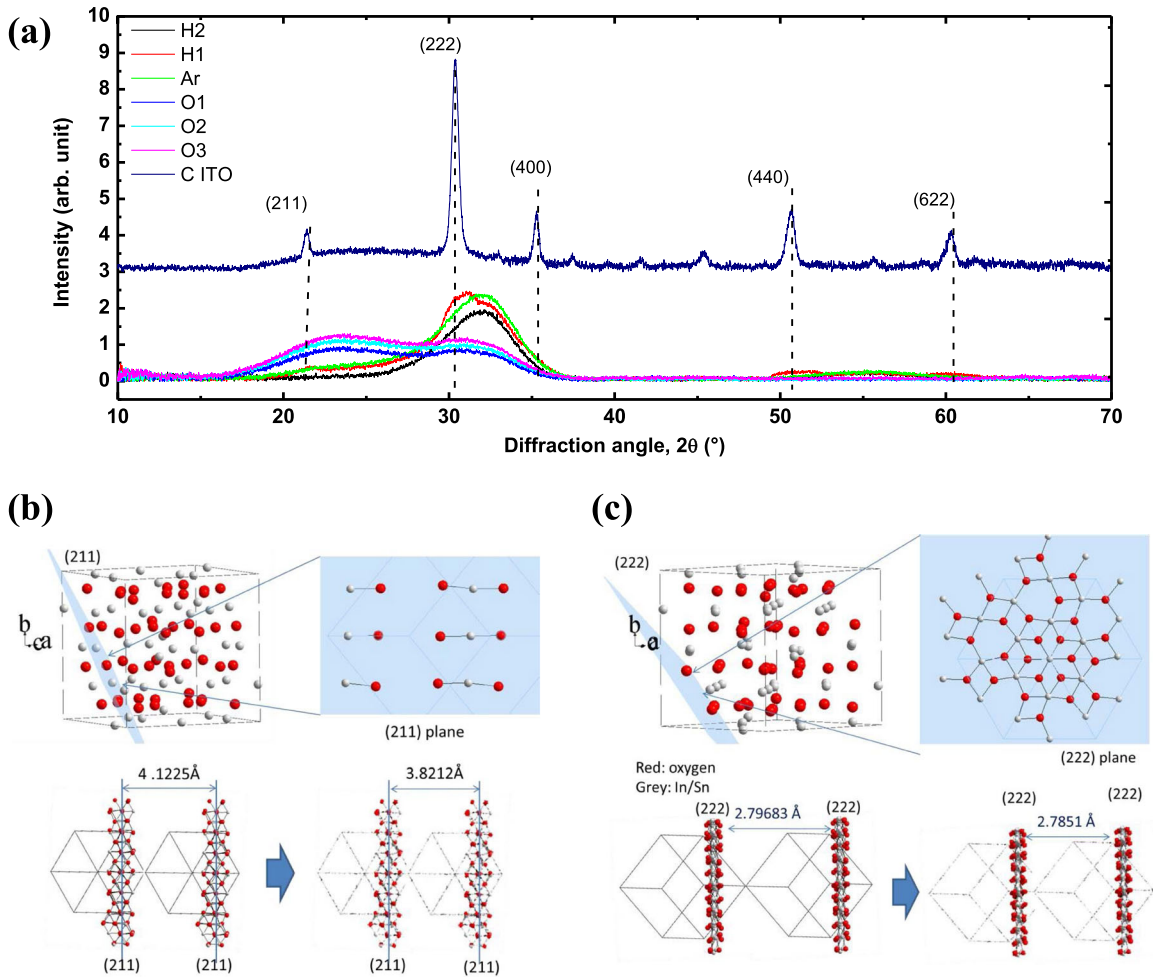 (a)
H2
H1
Ar
O1
O2
O3
C ITO
(211)
(222)
(400)
(440)
(622)
10
9
8
7
6
5
4
3
2
1
0
Intensity (arb. unit)
10 20 30 40 50 60 70
Diffraction angle, 2θ (°)
(b)
(211)
b
ca
(211) plane
4 .1225Å
3.8212Å
(211) (211)
(211) (211)
(c)
(222)
b
(222) plane
Red: oxygen
Grey: In/Sn
(222) (222)
2.79683 Å
(222) (222)
2.7851 Å